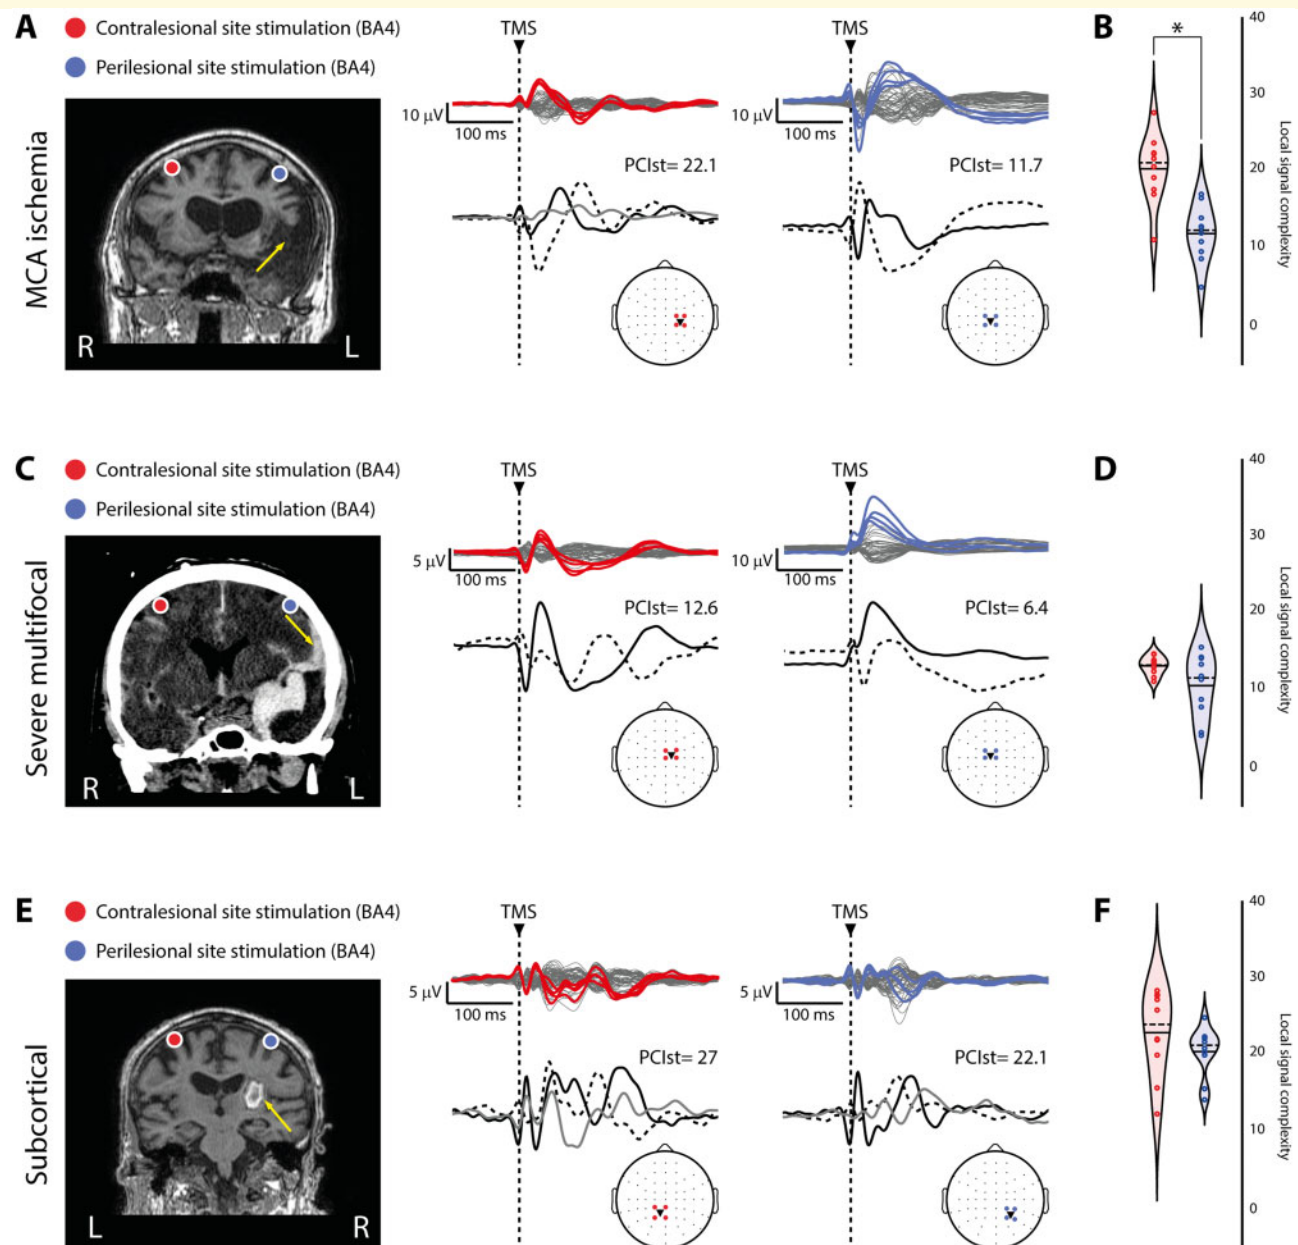 A
Contralesional site stimulation (BA4)
Perilesional site stimulation (BA4)
MCA ischemia
R
L
TMS
10 μV
100 ms
PCIst= 22.1
TMS
10 μV
100 ms
PCIst= 11.7
B
*
40
30
20
10
0
Local signal complexity
C
Contralesional site stimulation (BA4)
Perilesional site stimulation (BA4)
Severe multifocal
R
L
TMS
5 μV
100 ms
PCIst= 12.6
TMS
10 μV
100 ms
PCIst= 6.4
D
40
30
20
10
0
Local signal complexity
E
Contralesional site stimulation (BA4)
Perilesional site stimulation (BA4)
Subcortical
L
R
TMS
5 μV
100 ms
PCIst= 27
TMS
5 μV
100 ms
PCIst= 22.1
F
40
30
20
10
0
Local signal complexity